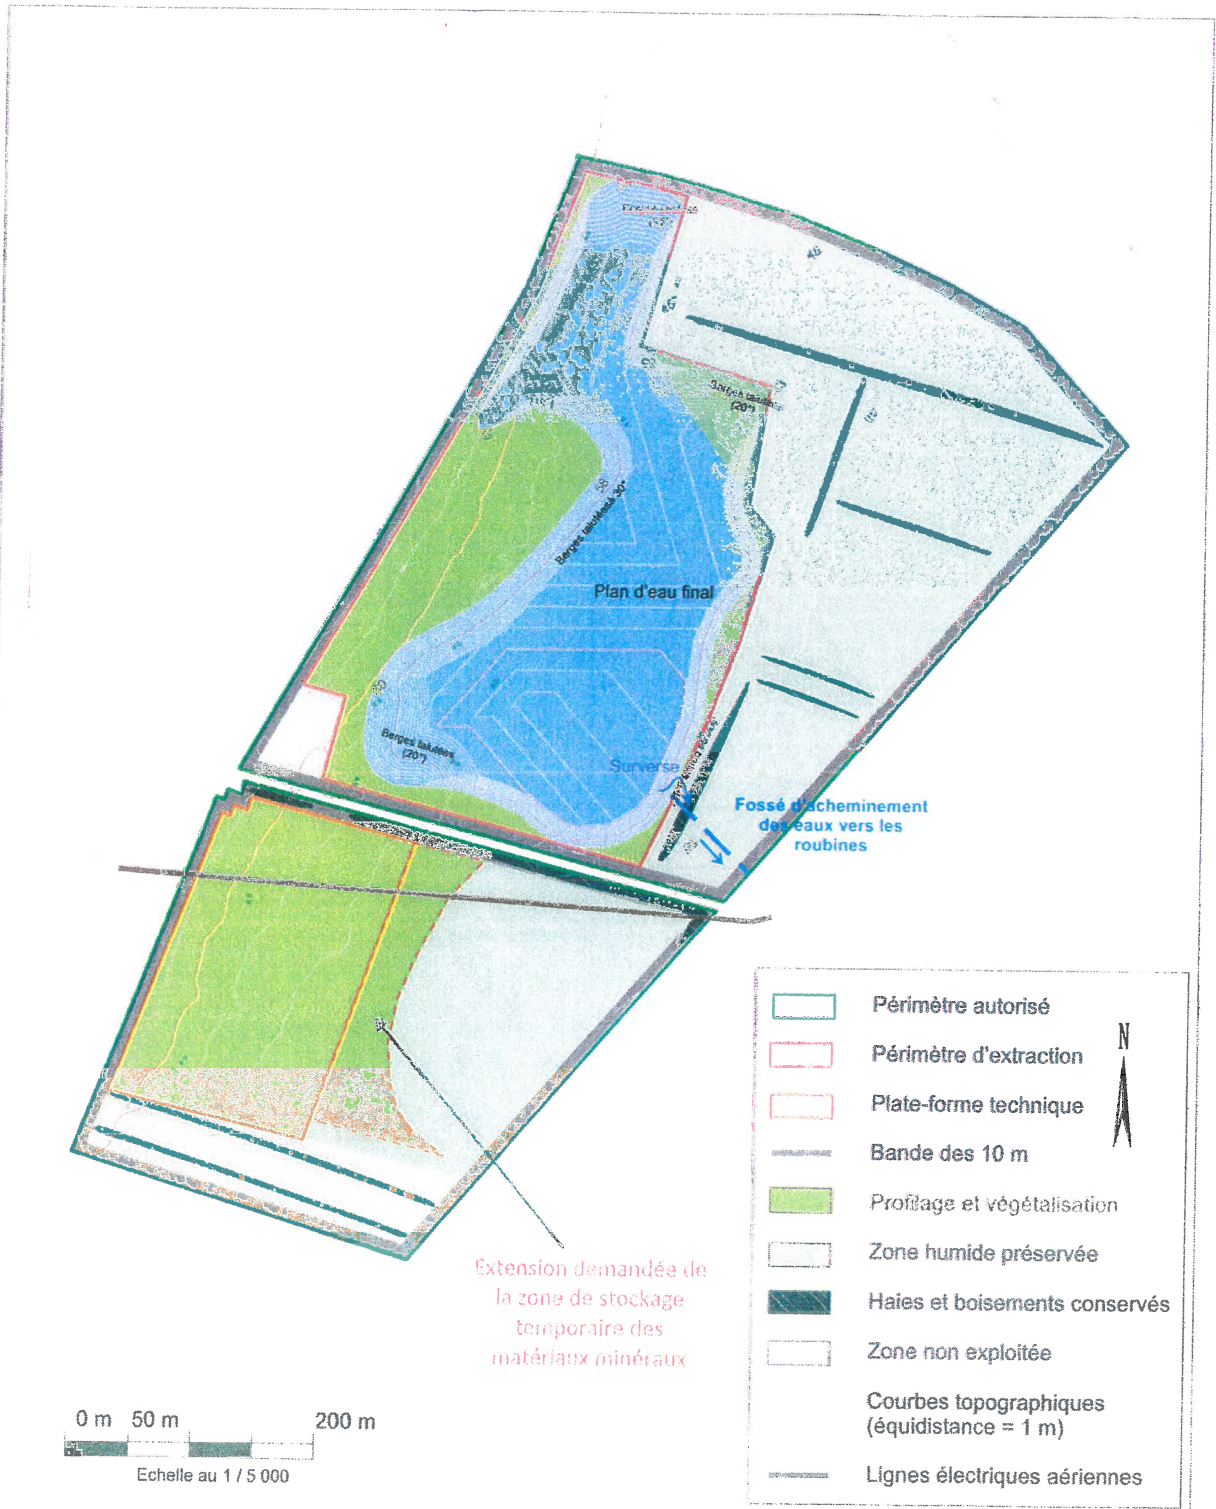 (20°)
Berges talutées 30°
Plan d'eau final
Berges talutées
(20°)
Surverse
Fossé d'acheminement
des eaux vers les
roubines
Périmètre autorisé
N
Périmètre d'extraction
Plate-forme technique
Bande des 10 m
Profilage et végétalisation
Zone humide préservée
Haies et boisements conservés
Zone non exploitée
Courbes topographiques
(équidistance = 1 m)
Lignes électriques aériennes
Extension demandée de
la zone de stockage
temporaire des
matériaux minéraux
0 m 50 m 200 m
Echelle au 1 / 5 000